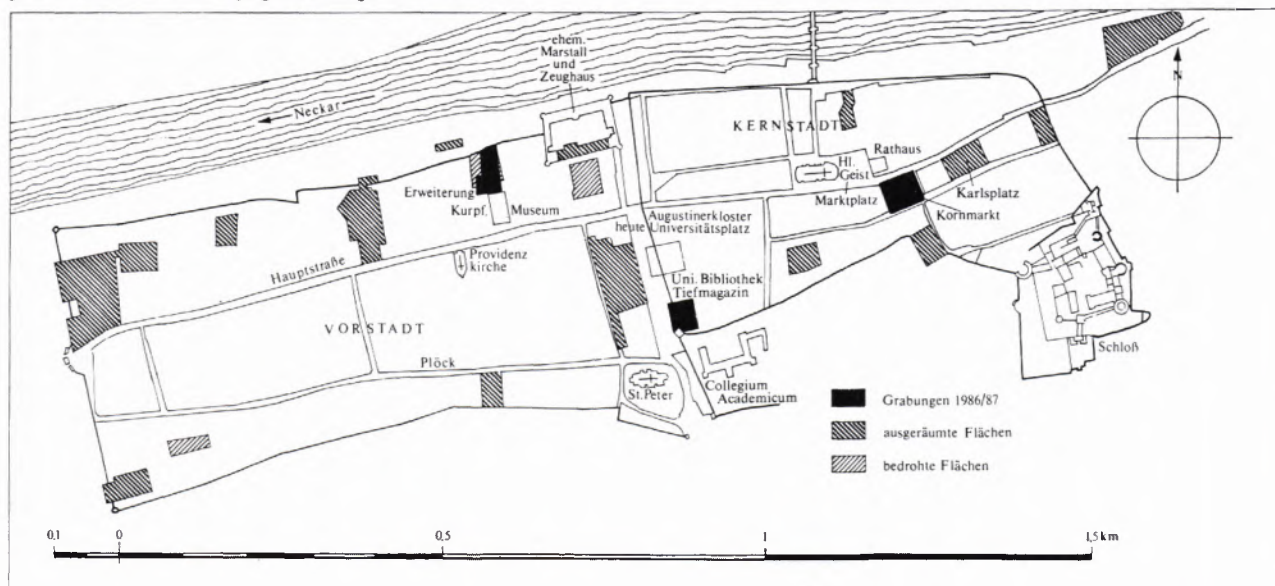 ehem.
Marstall
und
Zeughaus
N
Neckar
KERNSTADT
Rathaus
Hl.
Geist
Erweiterung
Kurpf. Museum
Marktplatz
Karlsplatz
Kornmarkt
Augustinerkloster
heute Universitätsplatz
Hauptstraße
Providenz
kirche
Uni. Bibliothek
Tiefmagazin
VORSTADT
Schloß
Plöck
St. Peter
Collegium
Academicum
Grabungen 1986/87
ausgeräumte Flächen
bedrohte Flächen
0,1 0 0,5 1 1,5 km